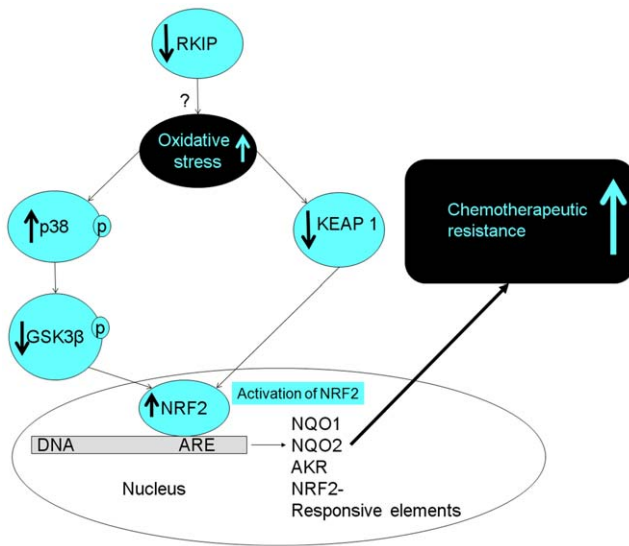 RKIP
?
Oxidative
stress
p38
p
KEAP 1
Chemotherapeutic
resistance
GSK3β
p
NRF2
Activation of NRF2
DNA ARE
NQO1
NQO2
AKR
NRF2-
Responsive elements
Nucleus